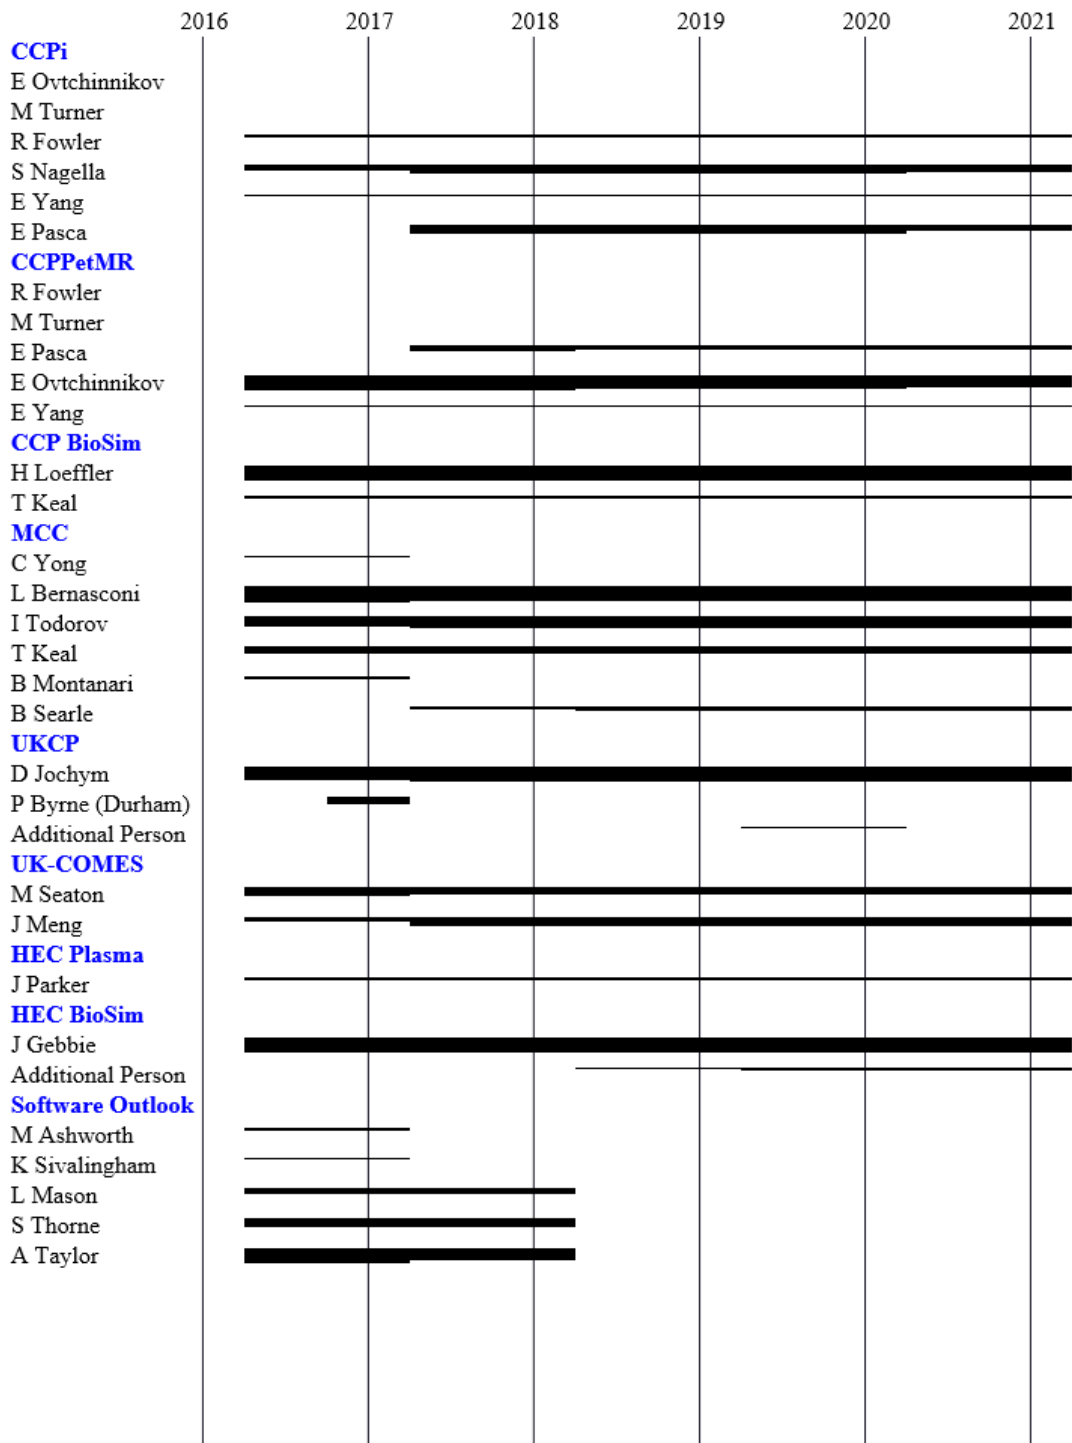 2016 2017 2018 2019 2020 2021
CCPi
E Ovtchinnikov
M Turner
R Fowler
S Nagella
E Yang
E Pasca
CCPPetMR
R Fowler
M Turner
E Pasca
E Ovtchinnikov
E Yang
CCP BioSim
H Loeffler
T Keal
MCC
C Yong
L Bernasconi
I Todorov
T Keal
B Montanari
B Searle
UKCP
D Jochym
P Byrne (Durham)
Additional Person
UK-COMES
M Seaton
J Meng
HEC Plasma
J Parker
HEC BioSim
J Gebbie
Additional Person
Software Outlook
M Ashworth
K Sivalingham
L Mason
S Thorne
A Taylor